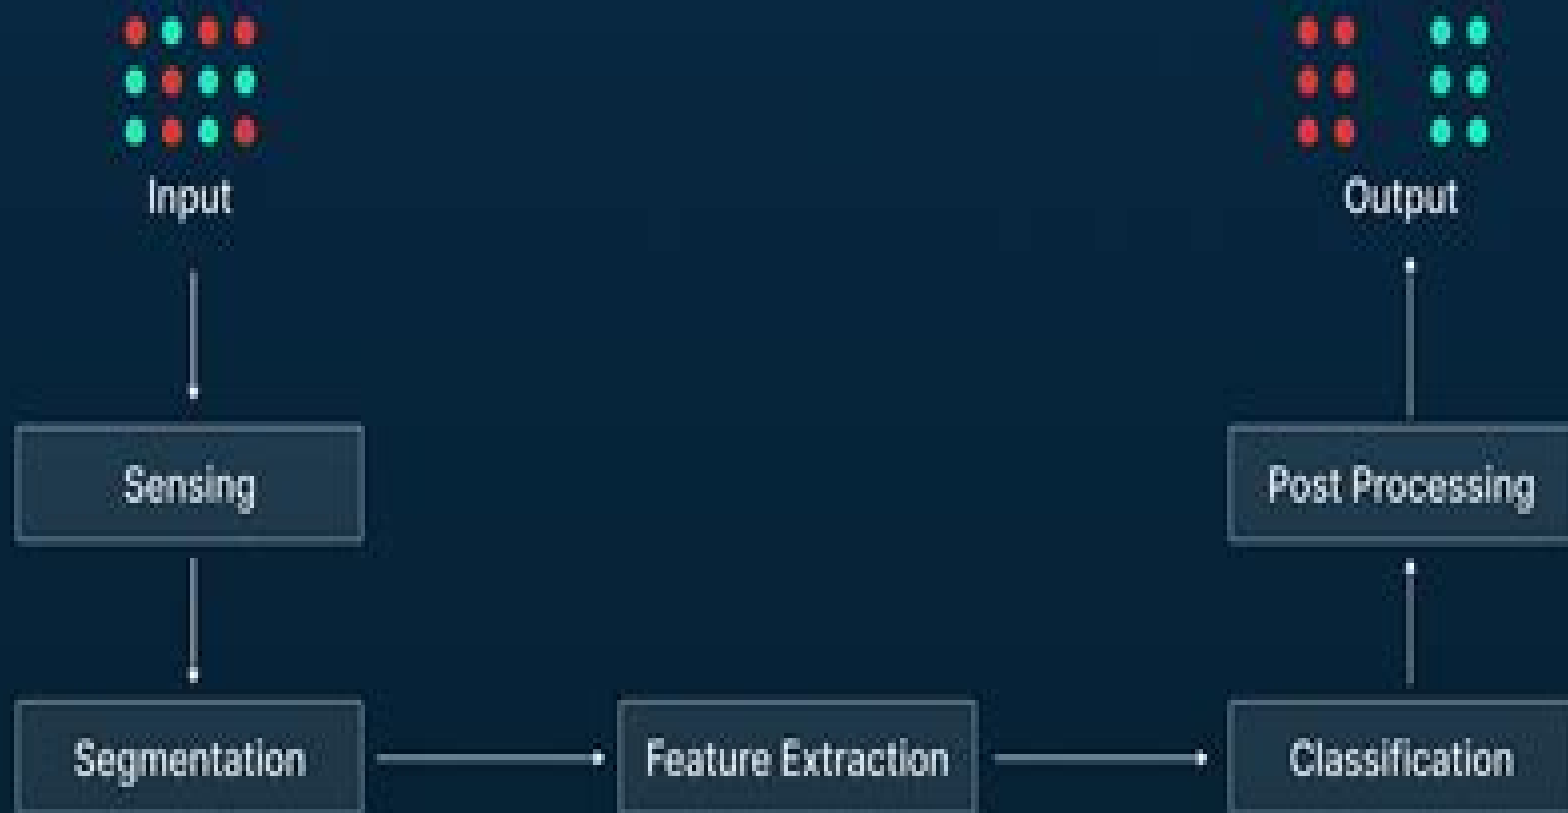 Input
Output
Sensing
Post Processing
Segmentation
Feature Extraction
Classification